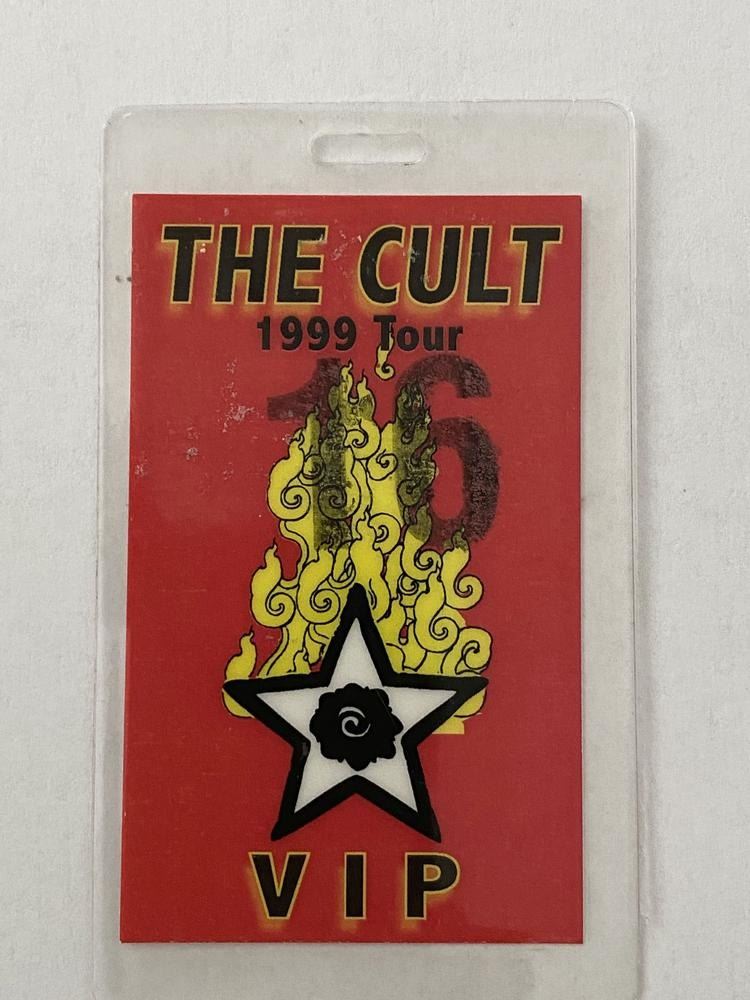 THE CULT
1999 Tour
16
VIP